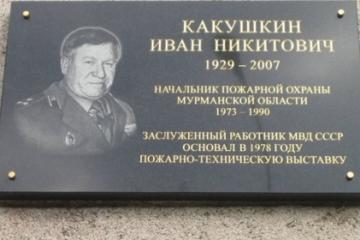 КАКУШКИН
ИВАН НИКИТОВИЧ
1929 – 2007
НАЧАЛЬНИК ПОЖАРНОЙ ОХРАНЫ
МУРМАНСКОЙ ОБЛАСТИ
1973 – 1990
ЗАСЛУЖЕННЫЙ РАБОТНИК МВД СССР
ОСНОВАЛ В 1978 ГОДУ
ПОЖАРНО-ТЕХНИЧЕСКУЮ ВЫСТАВКУ